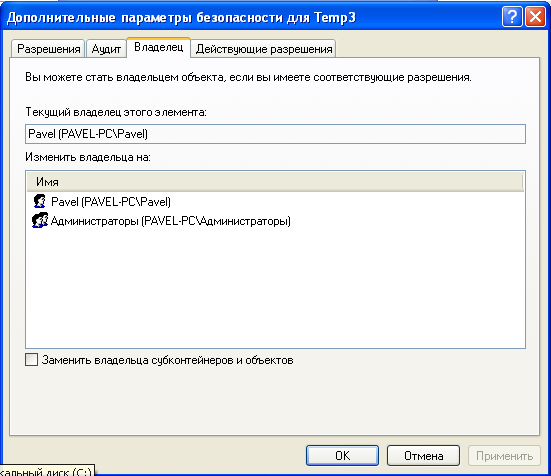 Дополнительные параметры безопасности для Temp3
Разрешения Аудит Владелец Действующие разрешения
Вы можете стать владельцем объекта, если вы имеете соответствующие разрешения.
Текущий владелец этого элемента:
Pavel (PAVEL-PC\Pavel)
Изменить владельца на:
Имя
Pavel (PAVEL-PC\Pavel)
Администраторы (PAVEL-PC\Администраторы)
Заменить владельца субконтейнеров и объектов
OK Отмена Применить
кальный диск (C:)